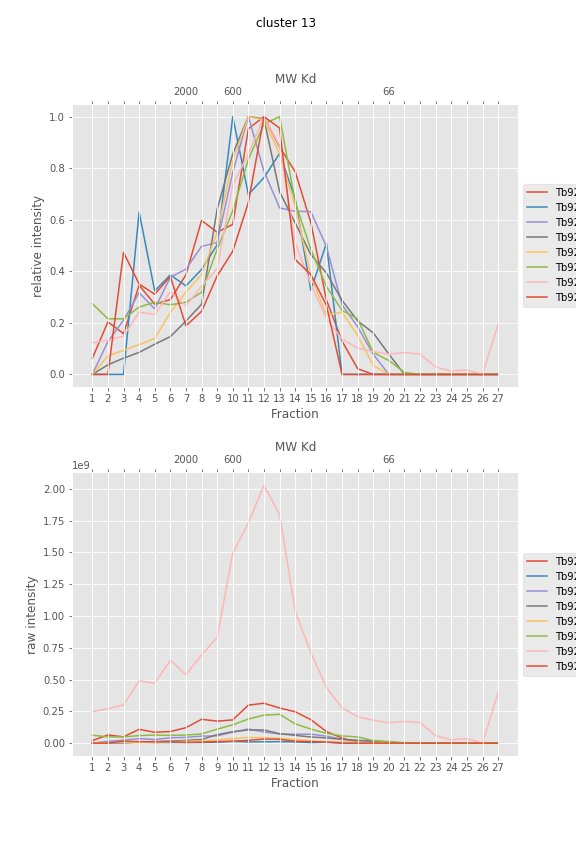 cluster 13
MW Kd
2000 600 66
1.0
0.8
0.6
0.4
0.2
0.0
relative intensity
1 2 3 4 5 6 7 8 9 10 11 12 13 14 15 16 17 18 19 20 21 22 23 24 25 26 27
Fraction
Tb92
Tb92
Tb92
Tb92
Tb92
Tb92
Tb92
Tb92
MW Kd
2000 600 66
1e9
2.00
1.75
1.50
1.25
1.00
0.75
0.50
0.25
0.00
raw intensity
1 2 3 4 5 6 7 8 9 10 11 12 13 14 15 16 17 18 19 20 21 22 23 24 25 26 27
Fraction
Tb92
Tb92
Tb92
Tb92
Tb92
Tb92
Tb92
Tb92